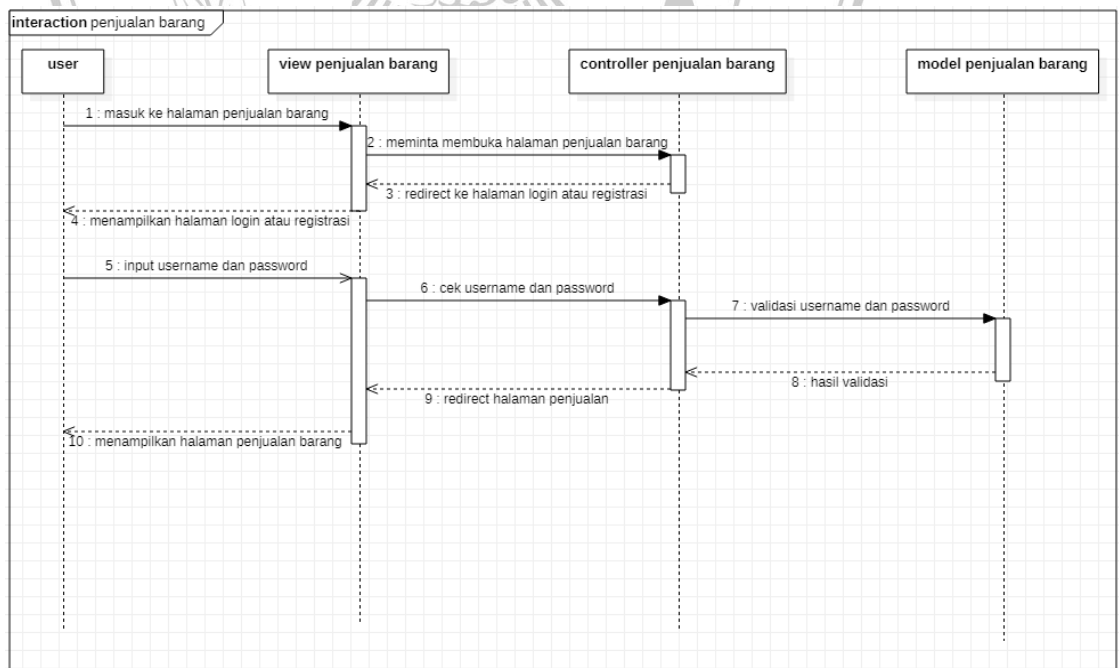 interaction penjualan barang
user
view penjualan barang
controller penjualan barang
model penjualan barang
1 : masuk ke halaman penjualan barang
2 : meminta membuka halaman penjualan barang
3 : redirect ke halaman login atau registrasi
4 : menampilkan halaman login atau registrasi
5 : input username dan password
6 : cek username dan password
7 : validasi username dan password
8 : hasil validasi
9 : redirect halaman penjualan
10 : menampilkan halaman penjualan barang